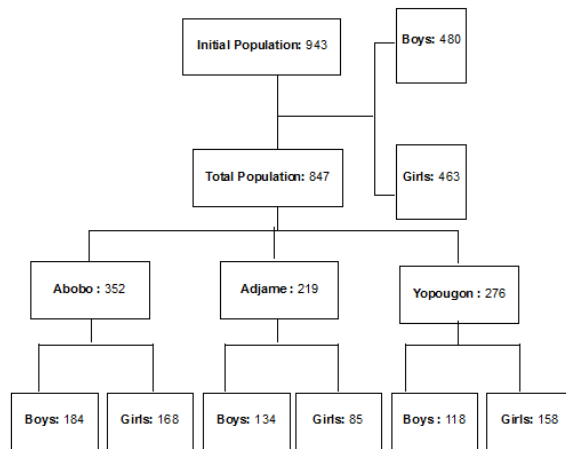 Initial Population: 943
Boys: 480
Total Population: 847
Girls: 463
Abobo : 352
Adjame : 219
Yopougon : 276
Boys: 184
Girls: 168
Boys: 134
Girls: 85
Boys : 118
Girls: 158